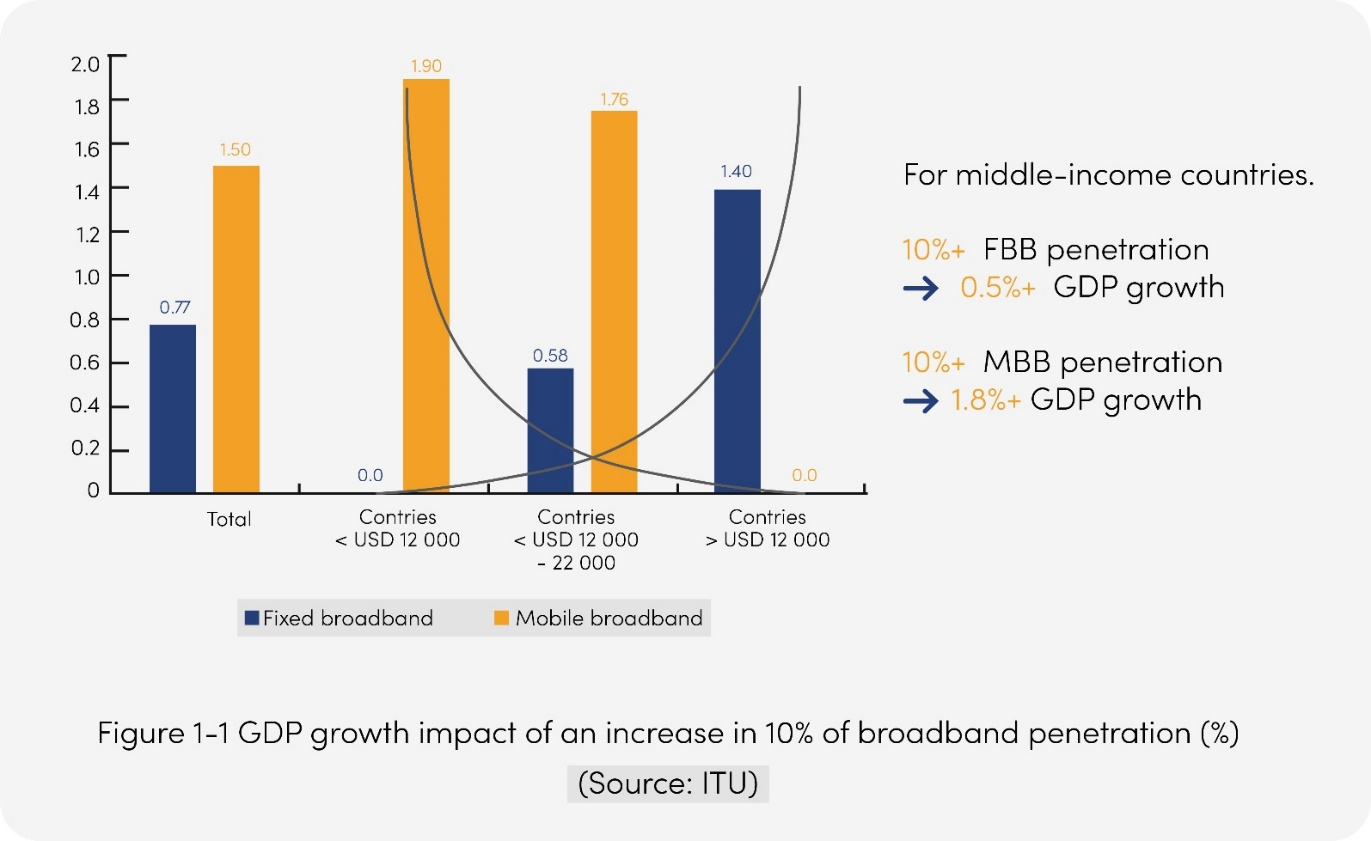 2.0
1.8
1.6
1.4
1.2
1.0
0.8
0.6
0.4
0.2
0
0.77
1.50
0.0
1.90
0.58
1.76
1.40
0.0
Total
Contries
< USD 12 000
Contries
< USD 12 000
- 22 000
Contries
> USD 12 000
Fixed broadband
Mobile broadband
For middle-income countries.
10%+ FBB penetration
→ 0.5%+ GDP growth
10%+ MBB penetration
→ 1.8%+ GDP growth
Figure 1-1 GDP growth impact of an increase in 10% of broadband penetration (%)
(Source: ITU)